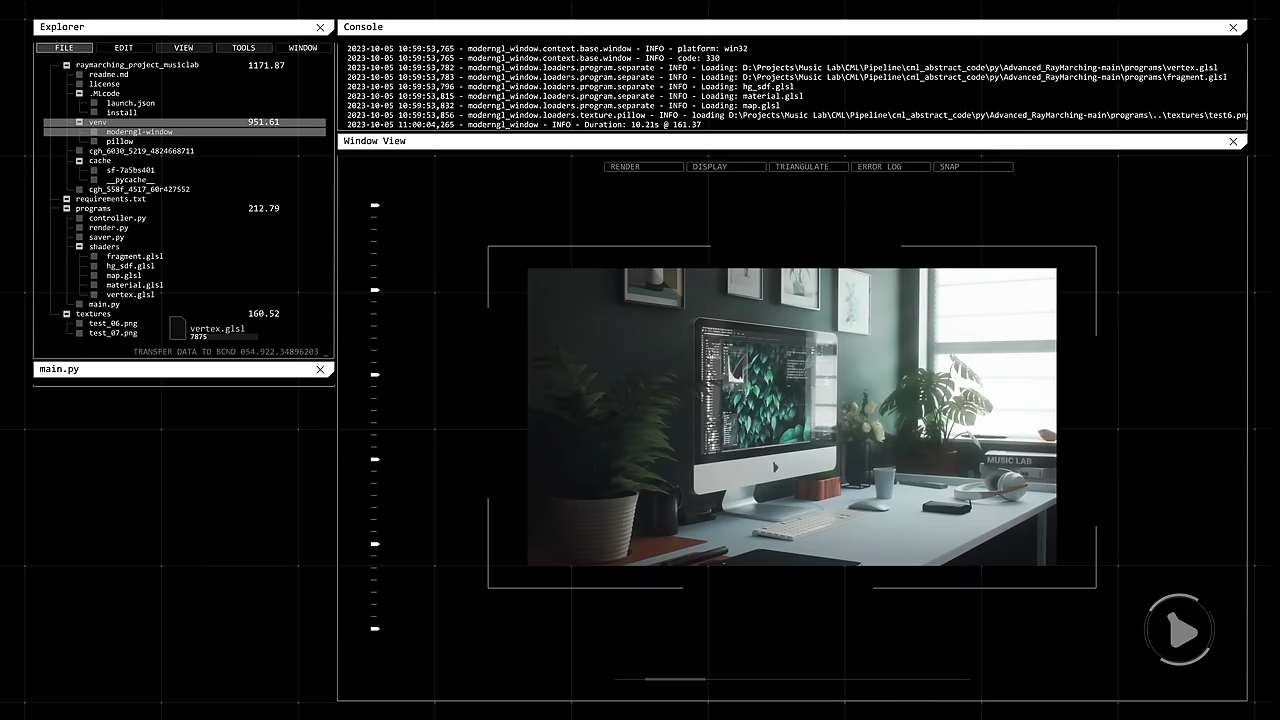 Explorer
FILE EDIT VIEW TOOLS WINDOW
raymarching_project_musiclab 1171.87
readme.md
license
.MLcode
launch.json
install
venv 951.61
moderngl-window
pillow
cgh_6030_5219_4824668711
cache
sf-7a5bs401
__pycache__
cgh_558f_4517_60r427552
requirements.txt
programs 212.79
controller.py
render.py
saver.py
shaders
fragment.glsl
hg_sdf.glsl
map.glsl
material.glsl
vertex.glsl
main.py
textures 160.52
test_06.png
test_07.png
vertex.glsl
7875
TRANSFER DATA TO BCND 054.922.34896203 _
main.py
Console
2023-10-05 10:59:53,765 - moderngl_window.context.base.window - INFO - platform: win32
2023-10-05 10:59:53,765 - moderngl_window.context.base.window - INFO - code: 330
2023-10-05 10:59:53,782 - moderngl_window.loaders.program.separate - INFO - Loading: D:\Projects\Music Lab\CML\Pipeline\cml_abstract_code\py\Advanced_RayMarching-main\programs\vertex.glsl
2023-10-05 10:59:53,783 - moderngl_window.loaders.program.separate - INFO - Loading: D:\Projects\Music Lab\CML\Pipeline\cml_abstract_code\py\Advanced_RayMarching-main\programs\fragment.glsl
2023-10-05 10:59:53,796 - moderngl_window.loaders.program.separate - INFO - Loading: hg_sdf.glsl
2023-10-05 10:59:53,815 - moderngl_window.loaders.program.separate - INFO - Loading: material.glsl
2023-10-05 10:59:53,832 - moderngl_window.loaders.program.separate - INFO - Loading: map.glsl
2023-10-05 10:59:53,856 - moderngl_window.loaders.texture.pillow - INFO - loading D:\Projects\Music Lab\CML\Pipeline\cml_abstract_code\py\Advanced_RayMarching-main\programs\..\textures\test6.pn
2023-10-05 11:00:04,265 - moderngl_window - INFO - Duration: 10.21s @ 161.37
Window View
RENDER DISPLAY TRIANGULATE ERROR LOG SNAP
MUSIC LAB